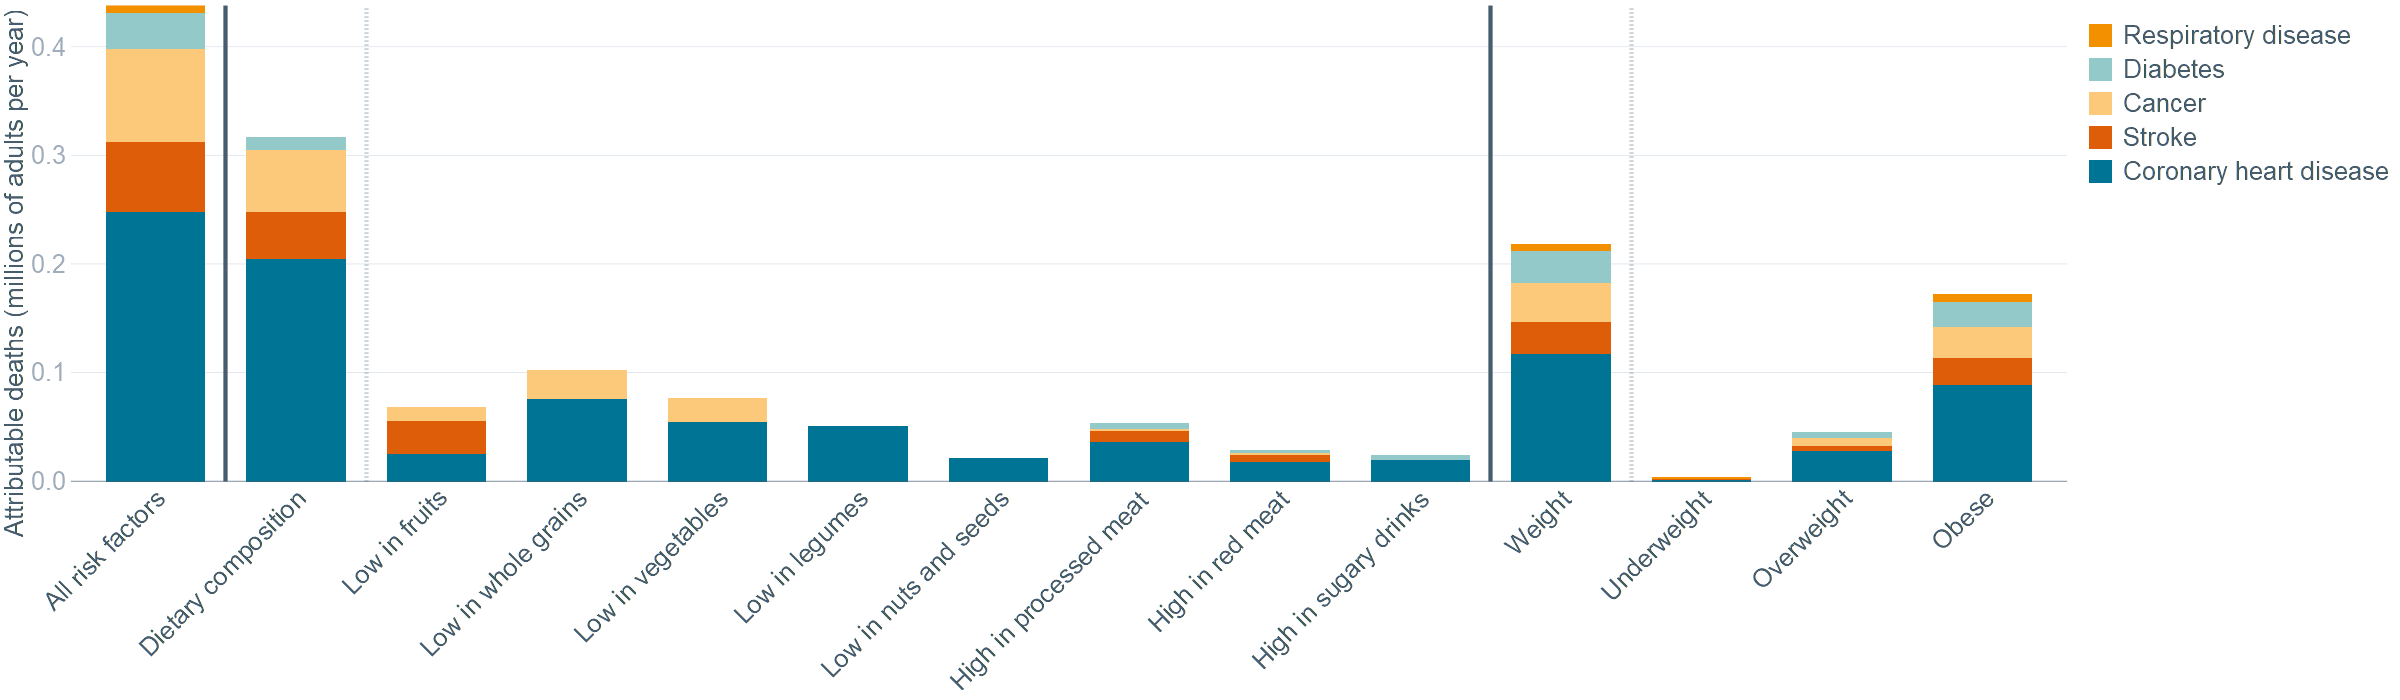 Attributable deaths (millions of adults per year)
0.4
0.3
0.2
0.1
0.0
All risk factors
Dietary composition
Low in fruits
Low in whole grains
Low in vegetables
Low in legumes
Low in nuts and seeds
High in processed meat
High in red meat
High in sugary drinks
Weight
Underweight
Overweight
Obese
Respiratory disease
Diabetes
Cancer
Stroke
Coronary heart disease